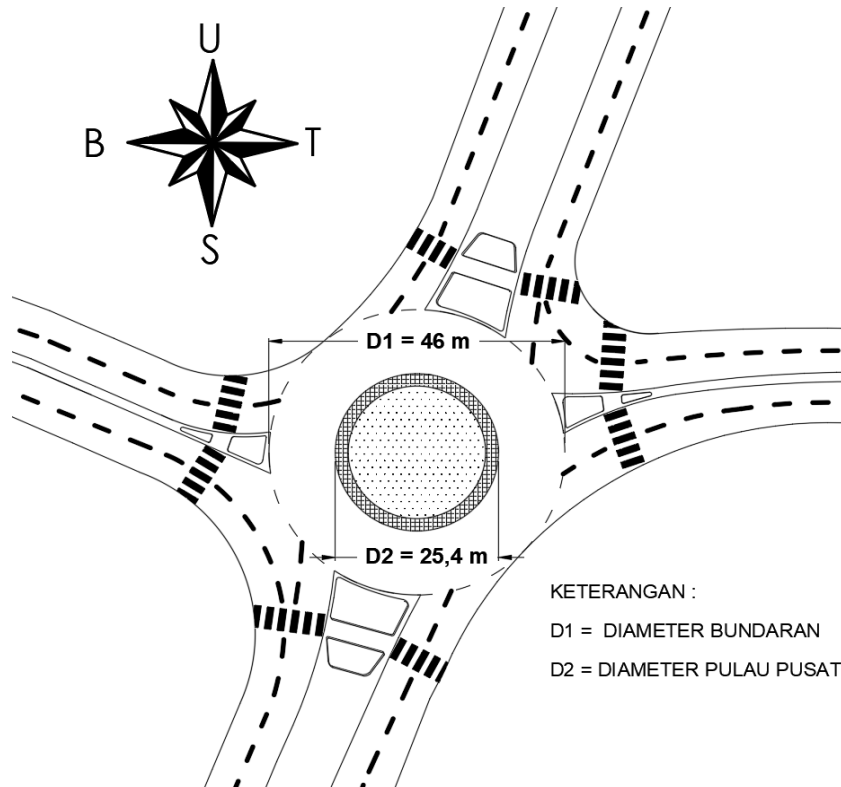 U
B
T
S
D1 = 46 m
D2 = 25,4 m
KETERANGAN :
D1 = DIAMETER BUNDARAN
D2 = DIAMETER PULAU PUSAT